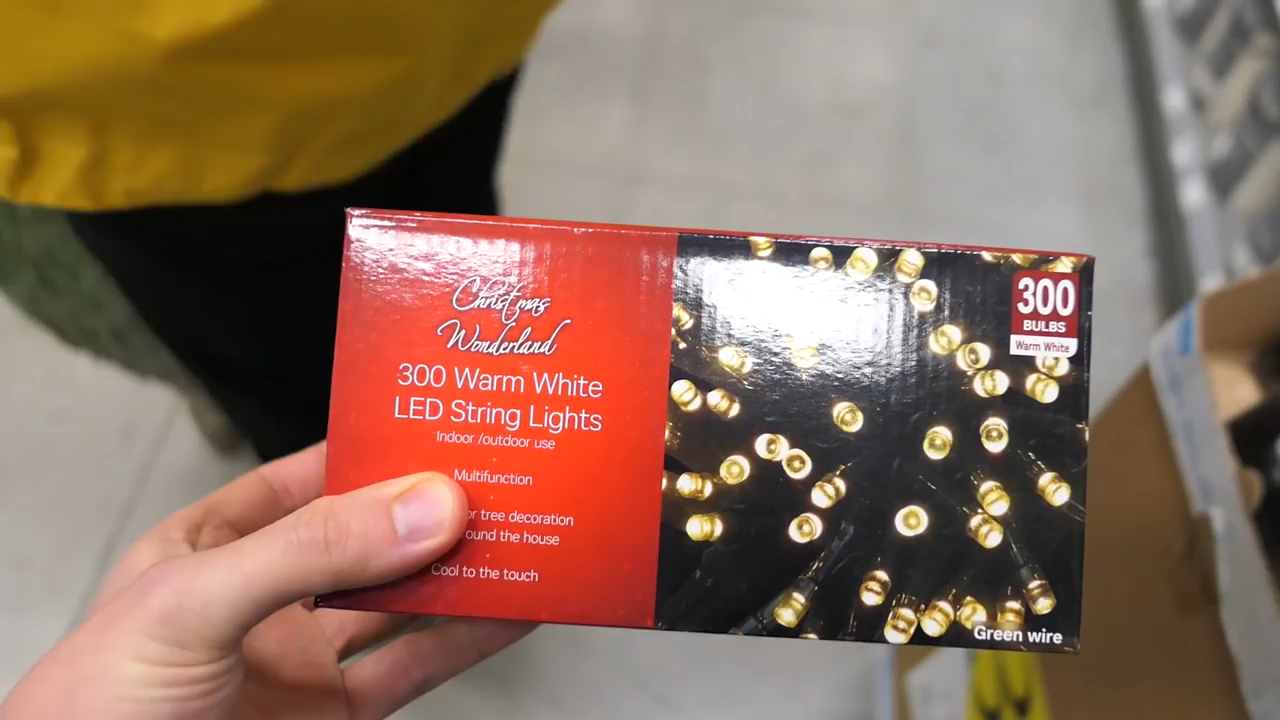 Christmas
Wonderland
300 Warm White
LED String Lights
Indoor /outdoor use
Multifunction
tree decoration
the house
Cool to the touch
300
BULBS
Warm White
Green wire